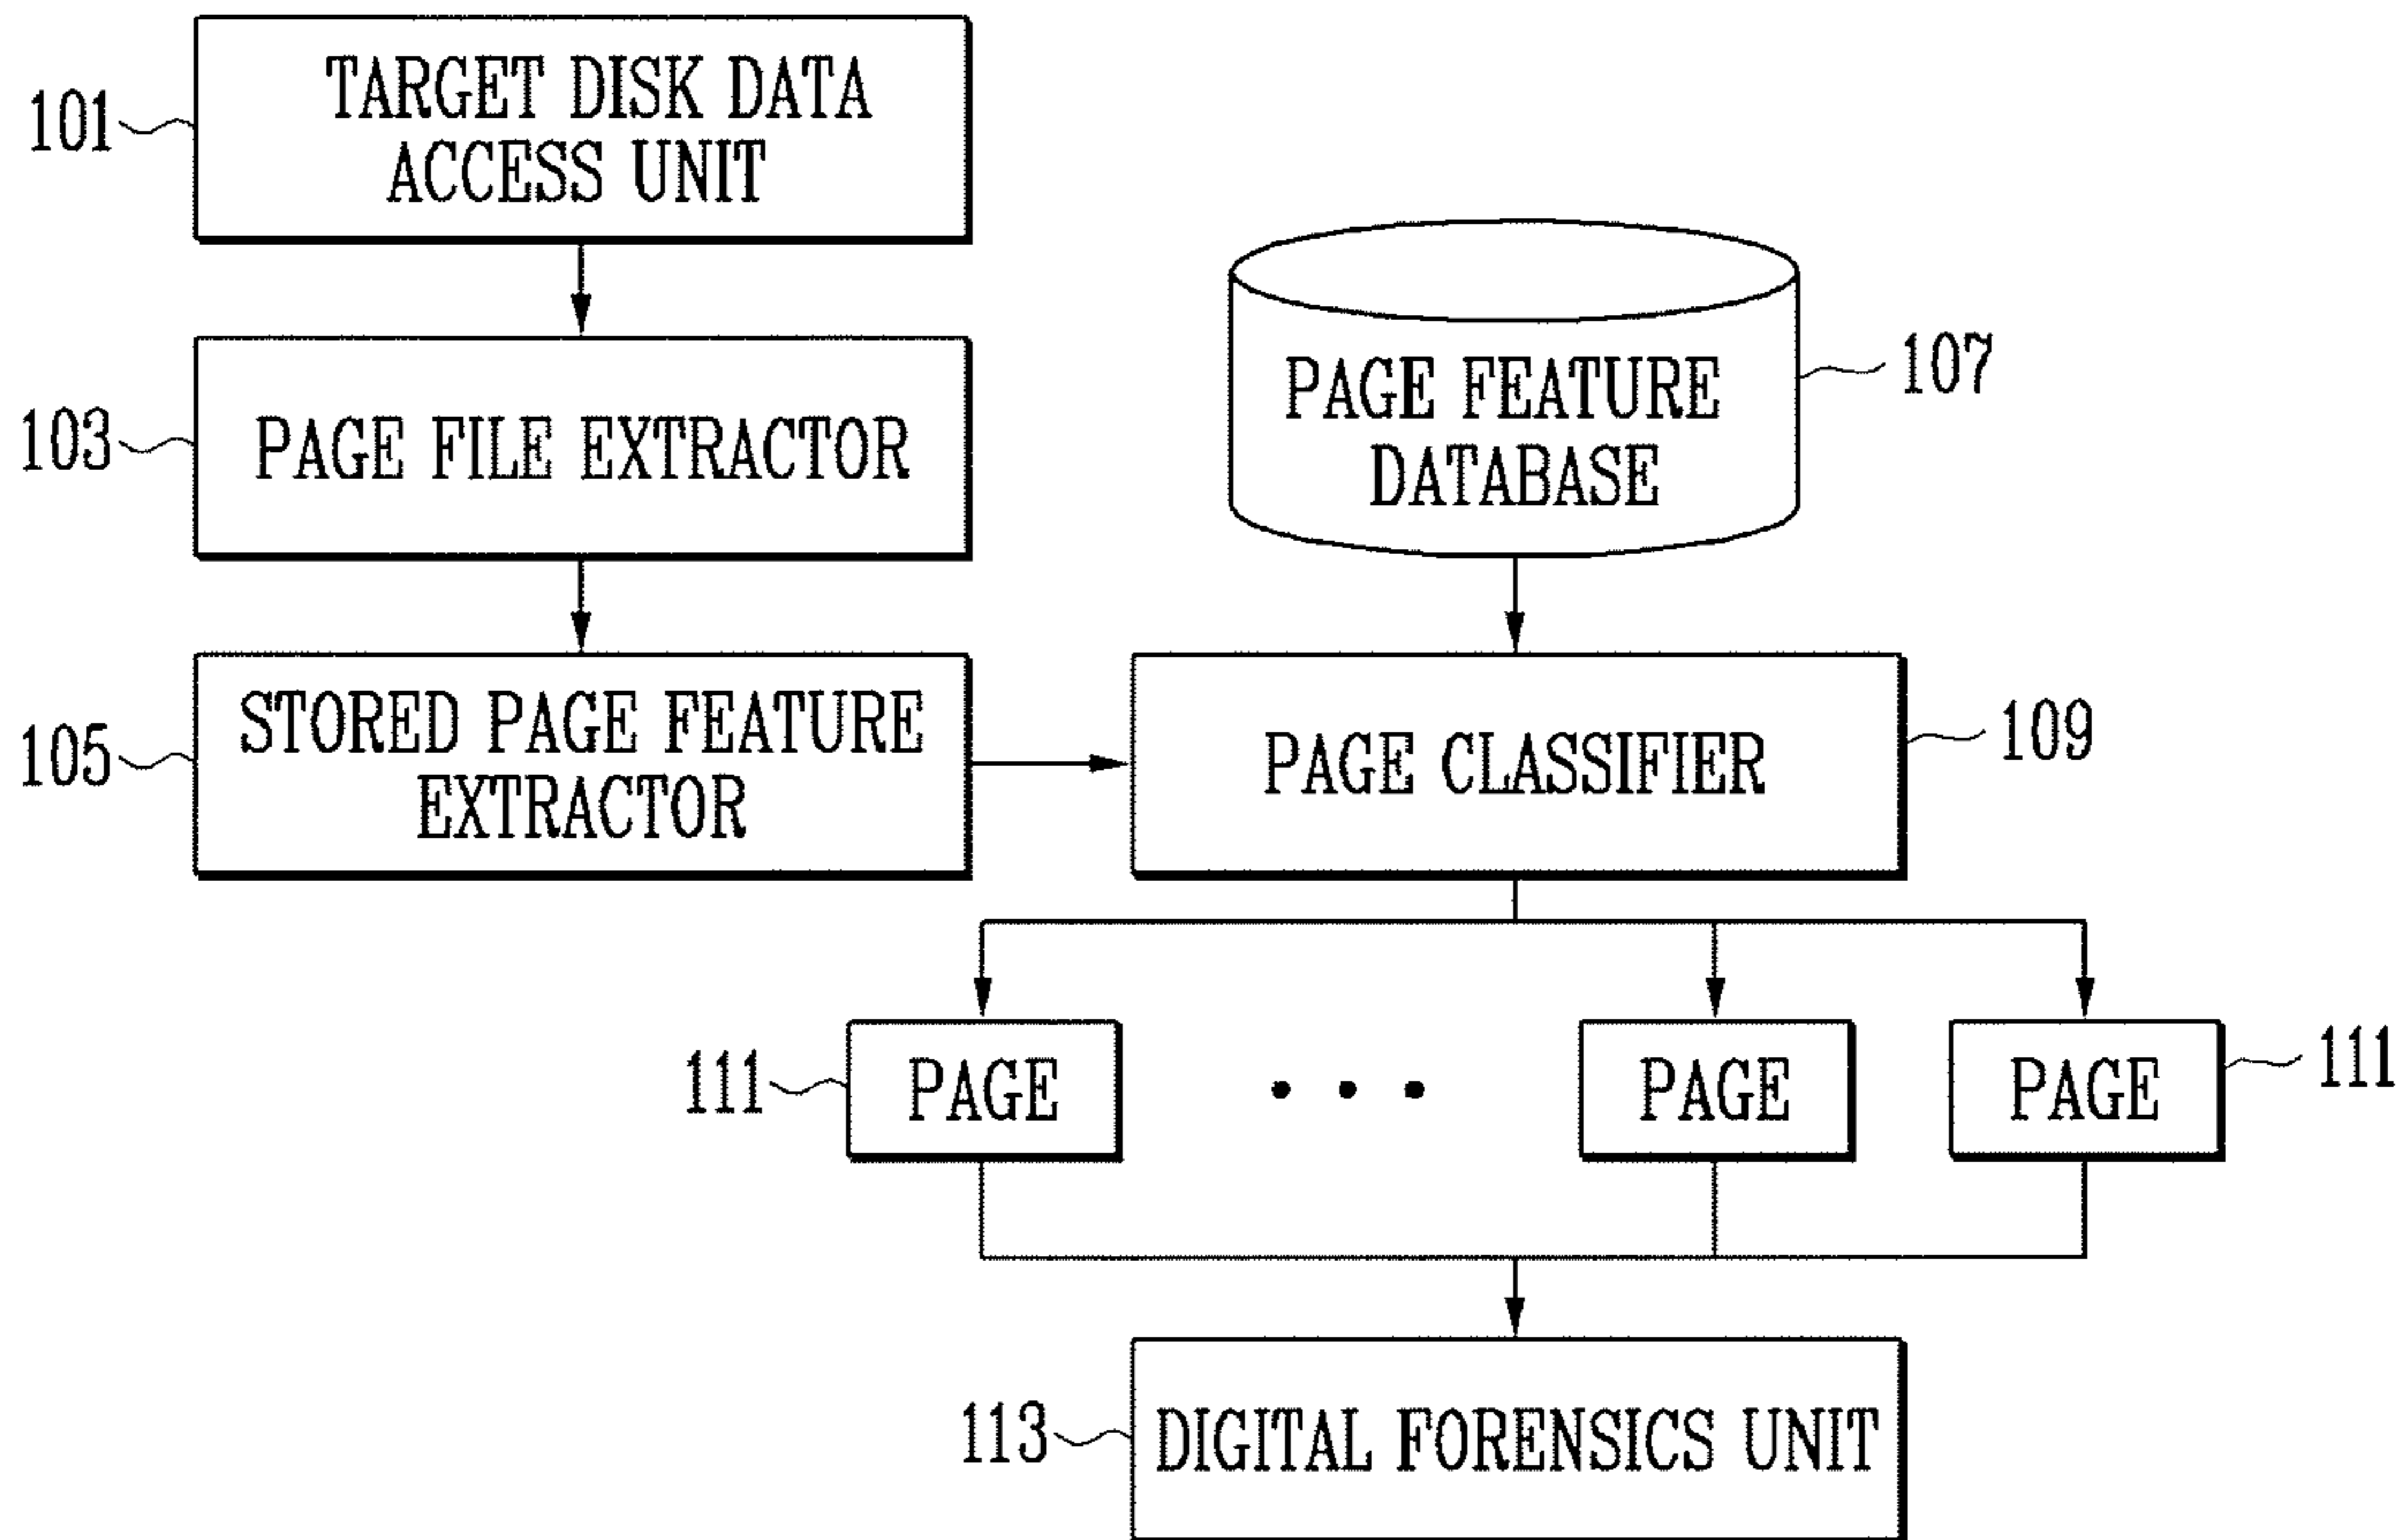 TARGET DISK DATA
ACCESS UNIT
101
PAGE FEATURE
DATABASE
107
103
PAGE FILE EXTRACTOR
105
STORED PAGE FEATURE
EXTRACTOR
PAGE CLASSIFIER
109
111
PAGE
• • •
PAGE
PAGE
111
113
DIGITAL FORENSICS UNIT